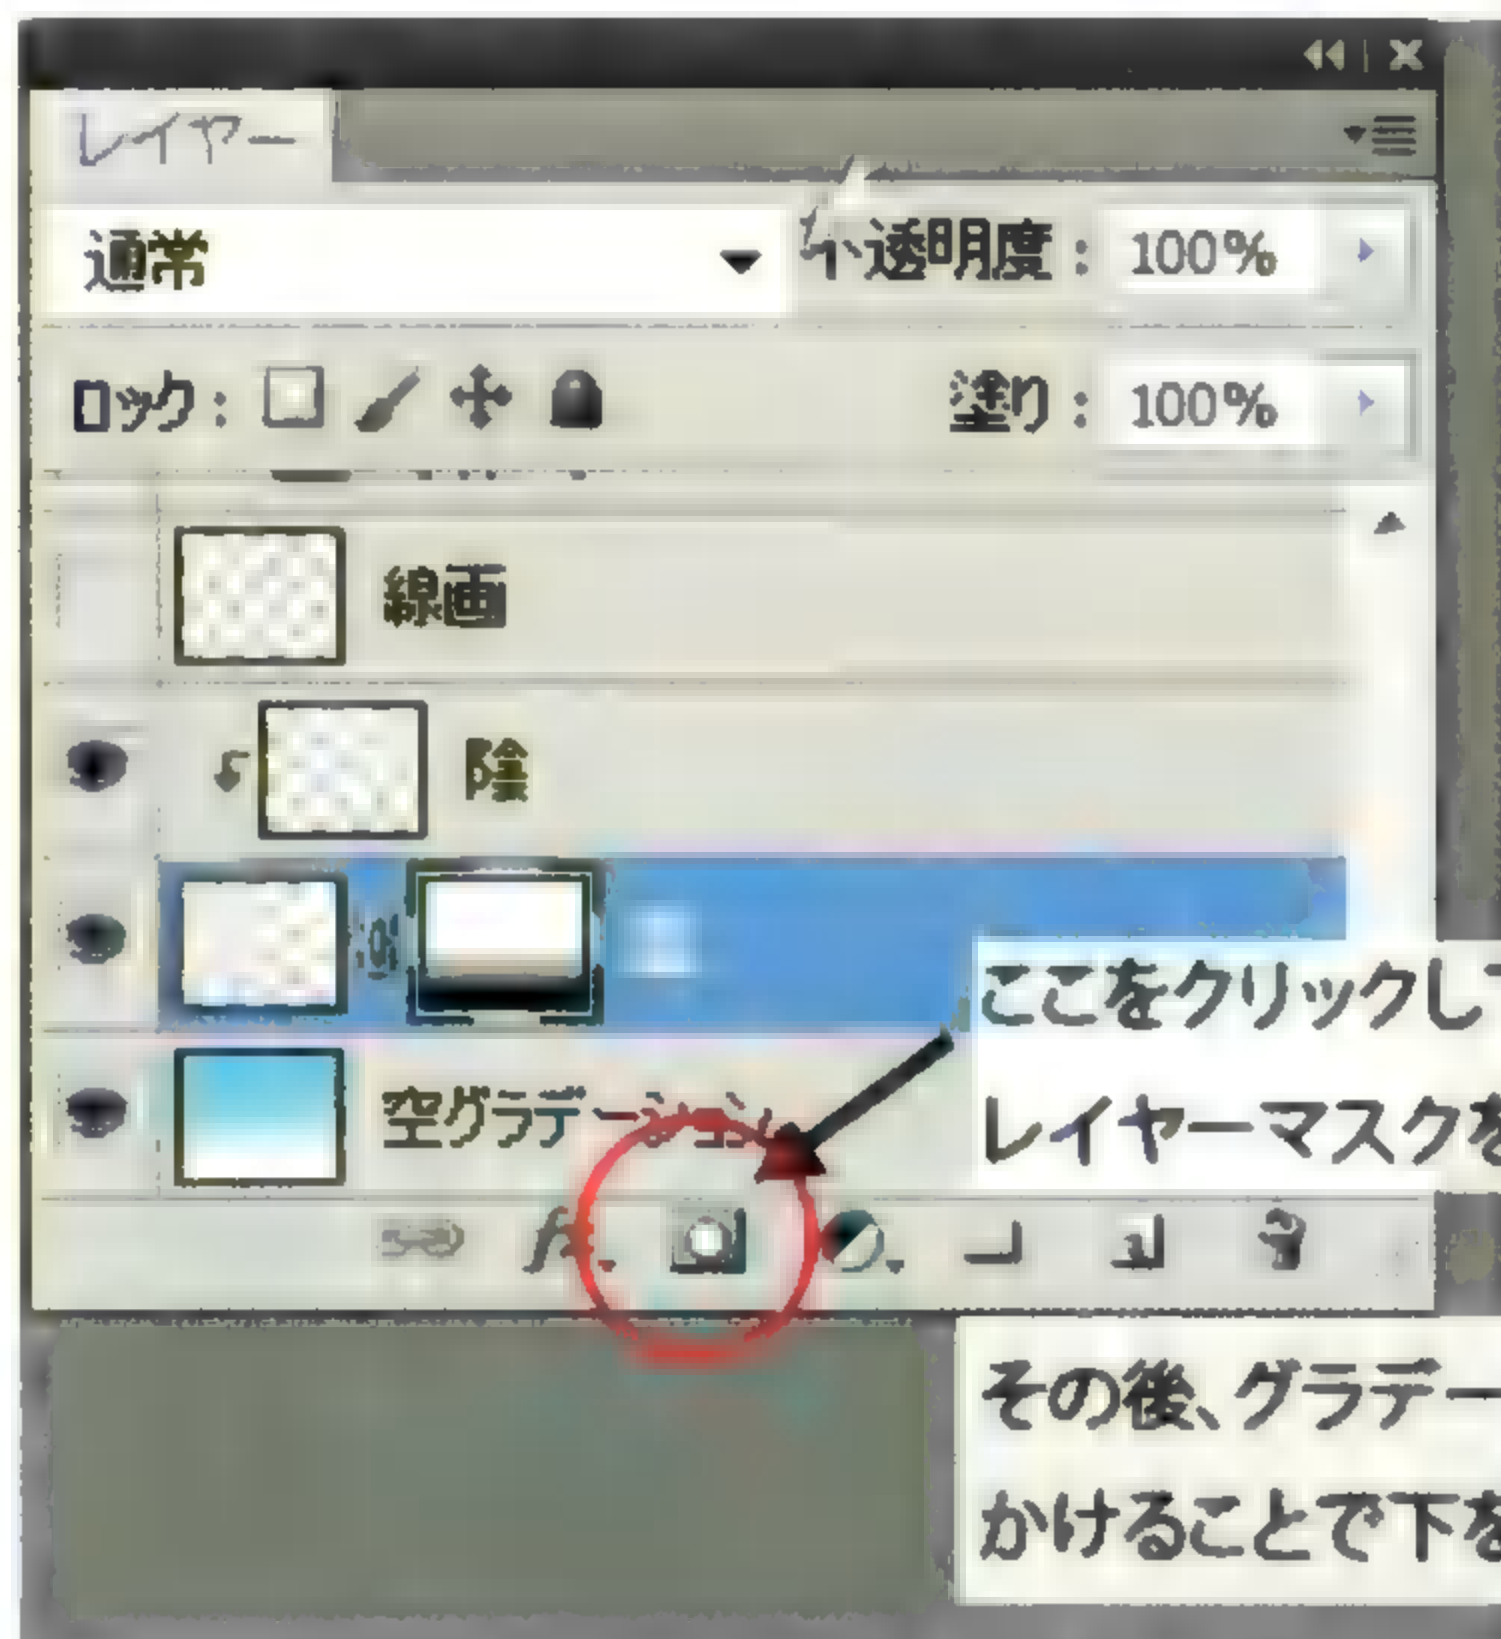 レイヤー
通常
不透明度：100%
ロック：
塗り：100%
線画
陰
空グラデーション
ここをクリックして
レイヤーマスクを
その後、グラデー
かけることで下を